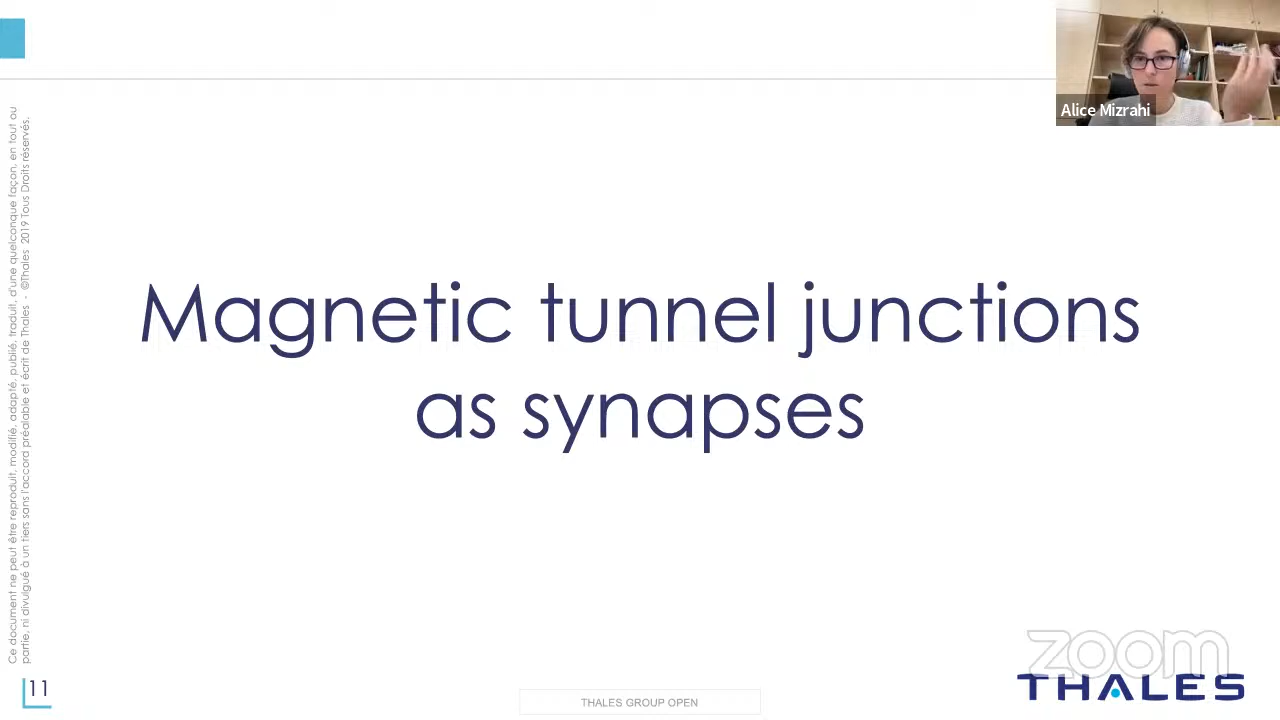 Alice Mizrahi
Ce document ne peut être reproduit, modifié, adapté, publié, traduit, d'une quelconque façon, en tout ou
partie, ni divulgué à un tiers sans l'accord préalable et écrit de Thales - ©Thales 2019 Tous Droits réservés.
Magnetic tunnel junctions
as synapses
zoom
THALES
11
THALES GROUP OPEN